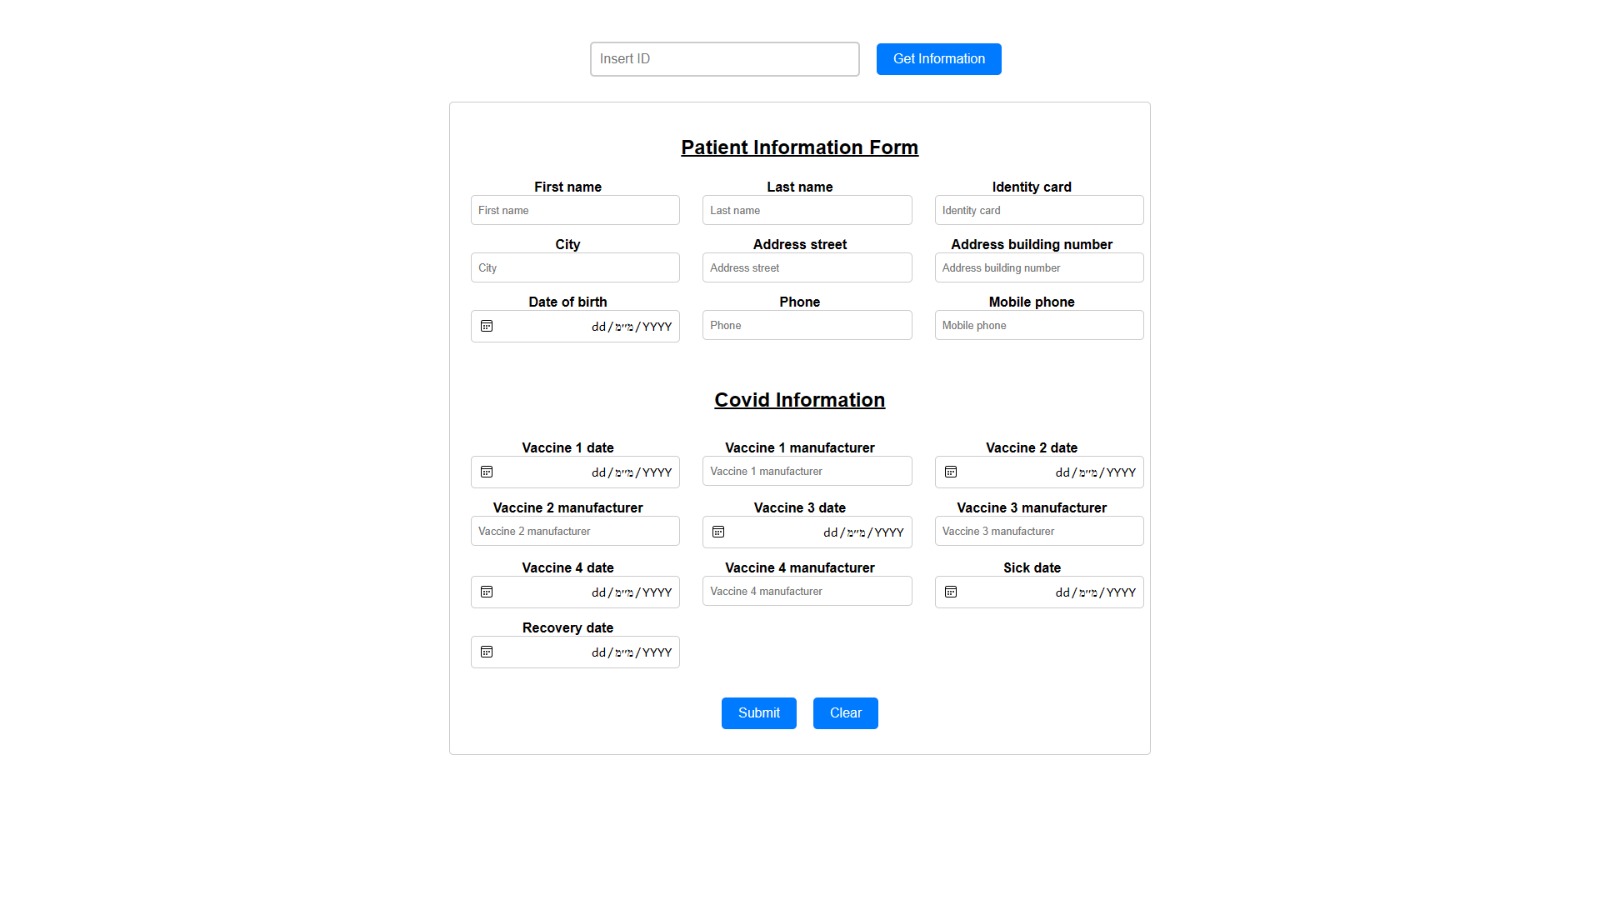 Insert ID Get Information
Patient Information Form
First name Last name Identity card
First name Last name Identity card
City Address street Address building number
City Address street Address building number
Date of birth Phone Mobile phone
dd/מ״מ/YYYY Phone Mobile phone
Covid Information
Vaccine 1 date Vaccine 1 manufacturer Vaccine 2 date
dd/מ״מ/YYYY Vaccine 1 manufacturer dd/מ״מ/YYYY
Vaccine 2 manufacturer Vaccine 3 date Vaccine 3 manufacturer
Vaccine 2 manufacturer dd/מ״מ/YYYY Vaccine 3 manufacturer
Vaccine 4 date Vaccine 4 manufacturer Sick date
dd/מ״מ/YYYY Vaccine 4 manufacturer dd/מ״מ/YYYY
Recovery date
dd/מ״מ/YYYY
Submit Clear